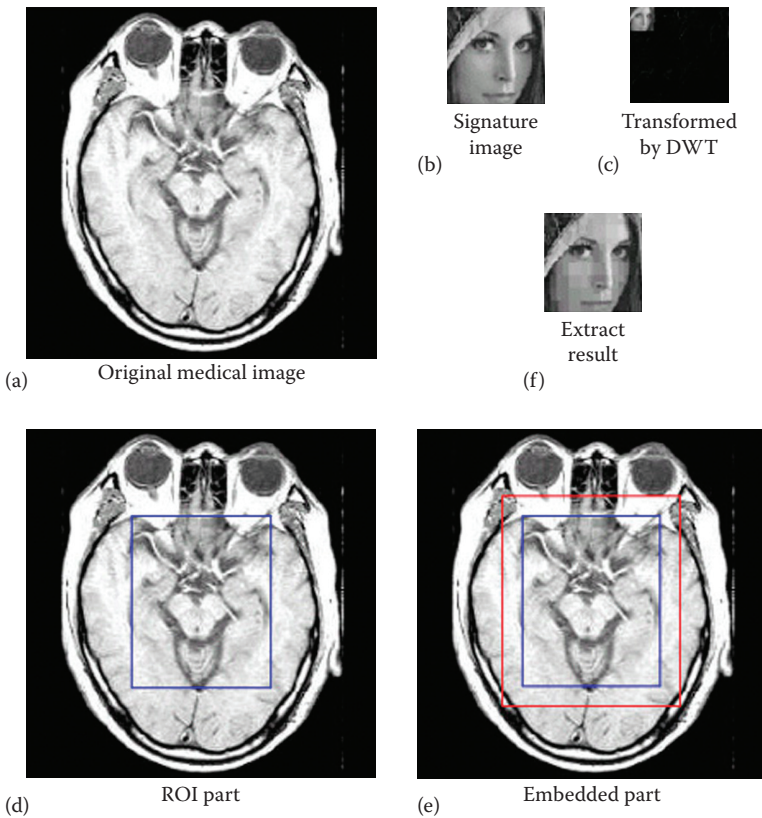 (a)
Original medical image
(b)
Signature
image
(c)
Transformed
by DWT
(f)
Extract
result
(d)
ROI part
(e)
Embedded part